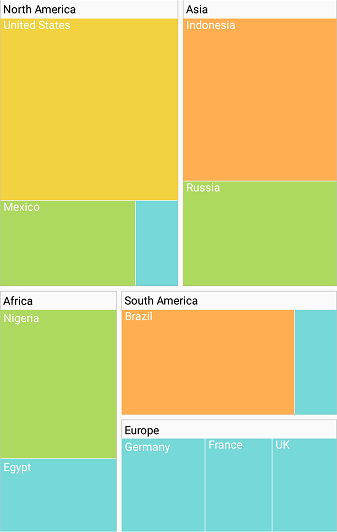 North America
United States
Mexico
Asia
Indonesia
Russia
Africa
Nigeria
Egypt
South America
Brazil
Europe
Germany
France
UK